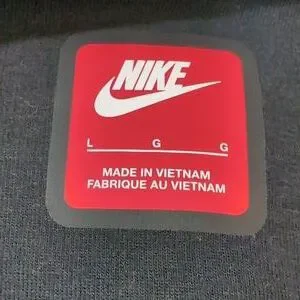 NIKE
L G G
MADE IN VIETNAM
FABRIQUE AU VIETNAM